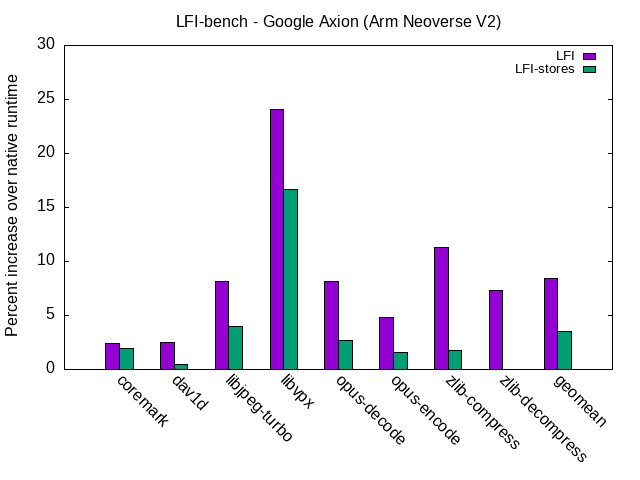 LFI-bench - Google Axion (Arm Neoverse V2)
LFI
LFI-stores
Percent increase over native runtime
30
25
20
15
10
5
0
coremark
dav1d
libjpeg-turbo
libvpx
opus-decode
opus-encode
zlib-compress
zlib-decompress
geomean